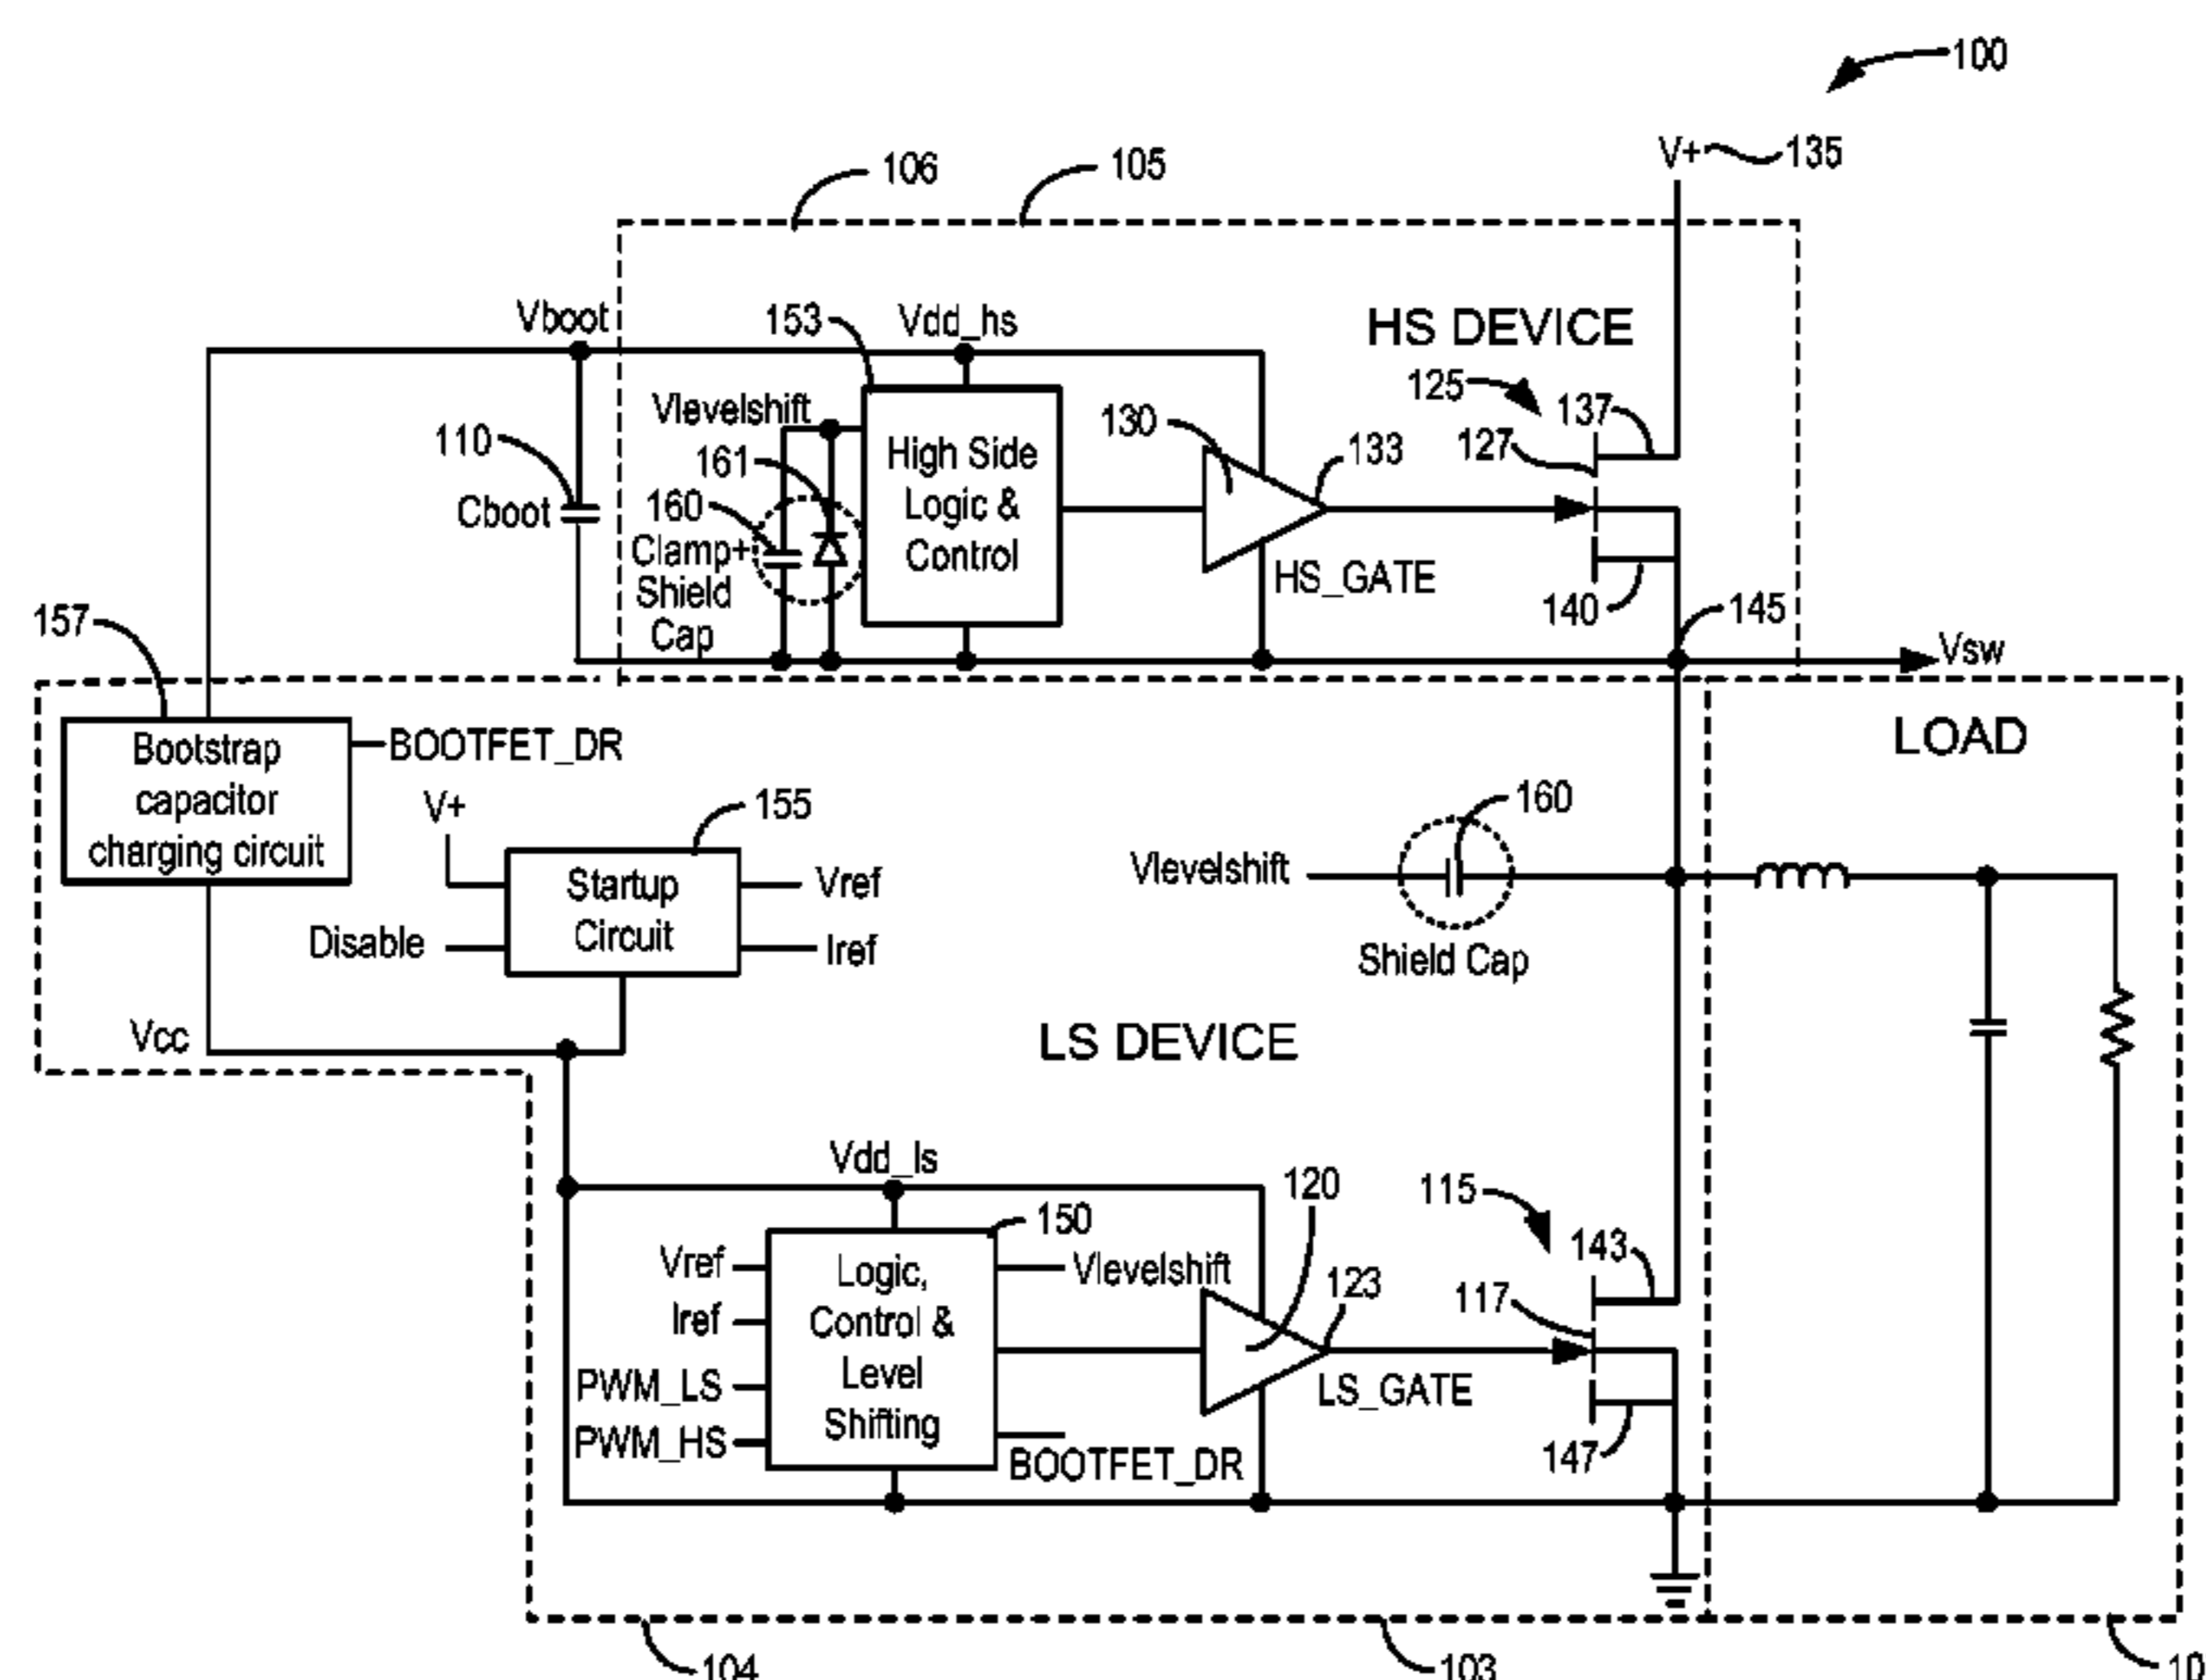 100
V+ 135
106 105
Vboot
153
Vdd_hs
HS DEVICE
Vlevelshift
125
137
110
161
130
127
133
High Side
Logic &
Control
Cboot
160
Clamp+
Shield
Cap
HS_GATE
140
145
157
Vsw
Bootstrap
capacitor
charging circuit
BOOTFET_DR
LOAD
V+
155
160
Startup
Circuit
Vref
Vlevelshift
Disable
Iref
Shield Cap
Vcc
LS DEVICE
Vdd_ls
120
115
150
143
Vref
Logic,
Control &
Level
Shifting
Vlevelshift
123
117
Iref
PWM_LS
LS_GATE
PWM_HS
BOOTFET_DR
147
104
103